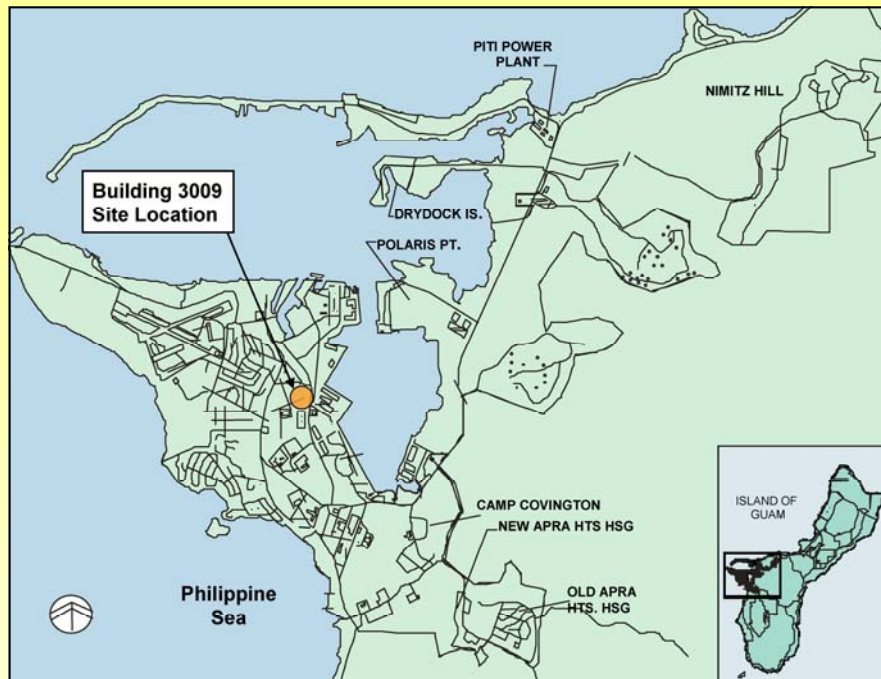 PITI POWER
PLANT
NIMITZ HILL
Building 3009
Site Location
DRYDOCK IS.
POLARIS PT.
CAMP COVINGTON
NEW APRA HTS HSG
OLD APRA
HTS. HSG
Philippine
Sea
ISLAND OF
GUAM